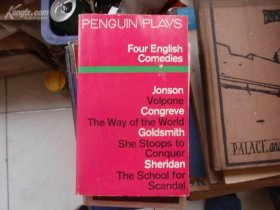 PENGUIN PLAYS
Four English
Comedies
Jonson
Volpone
Congreve
The Way of the World
Goldsmith
She Stoops to
Conquer
Sheridan
The School for
Scandal
PALACE